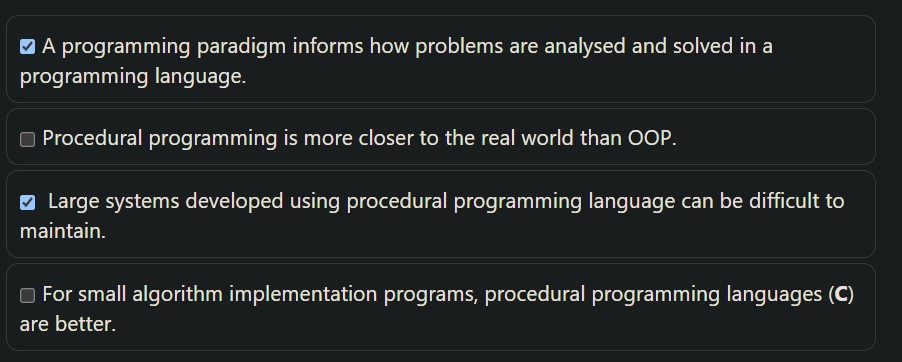 A programming paradigm informs how problems are analysed and solved in a
programming language.
Procedural programming is more closer to the real world than OOP.
Large systems developed using procedural programming language can be difficult to
maintain.
For small algorithm implementation programs, procedural programming languages (C)
are better.